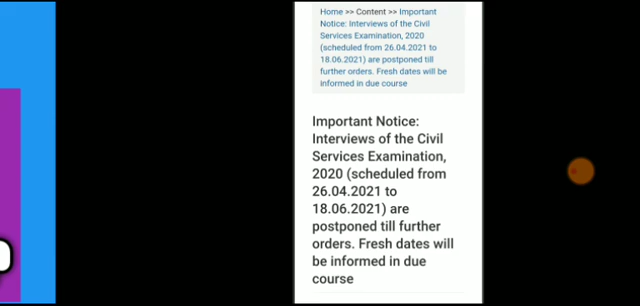 Home >> Content >> Important
Notice: Interviews of the Civil
Services Examination, 2020
(scheduled from 26.04.2021 to
18.06.2021) are postponed till
further orders. Fresh dates will be
informed in due course
Important Notice:
Interviews of the Civil
Services Examination,
2020 (scheduled from
26.04.2021 to
18.06.2021) are
postponed till further
orders. Fresh dates will
be informed in due
course